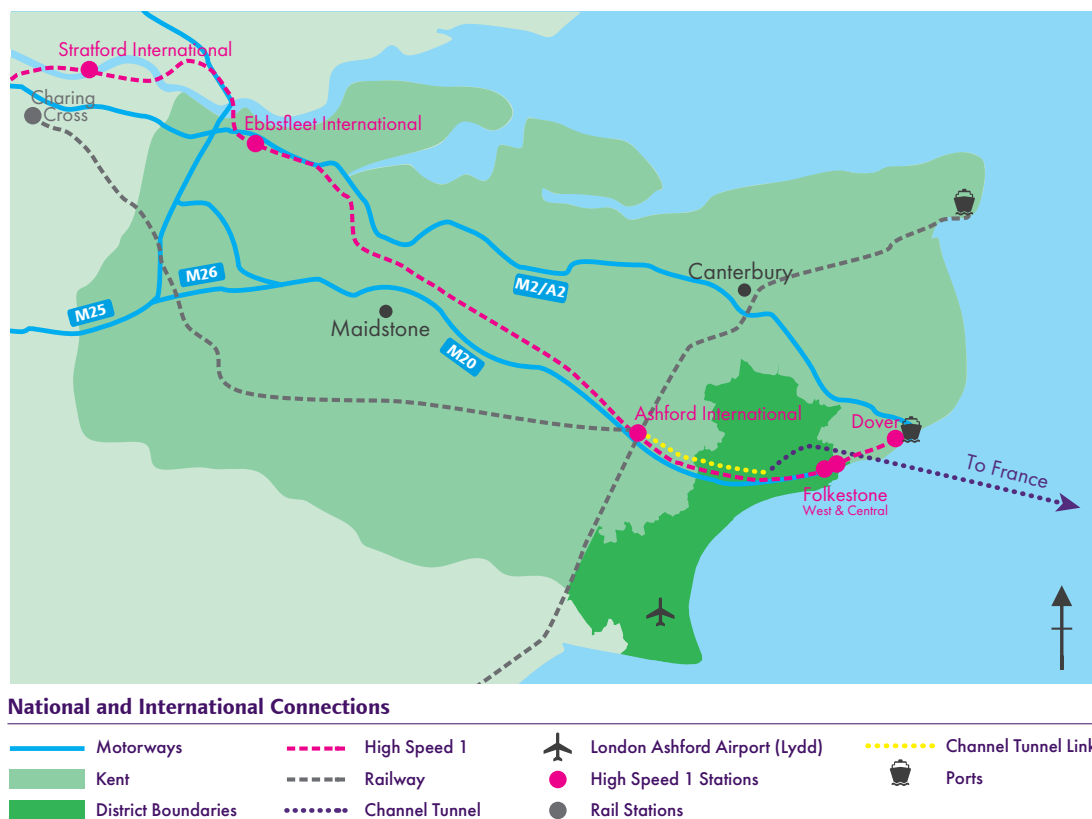 Stratford International
Charing
Cross
Ebbsfleet International
M26
M2/A2
Canterbury
M25
Maidstone
M20
Ashford International
Dover
To France
Folkestone
West & Central
National and International Connections
Motorways
High Speed 1
London Ashford Airport (Lydd)
Channel Tunnel Link
Kent
Railway
High Speed 1 Stations
Ports
District Boundaries
Channel Tunnel
Rail Stations